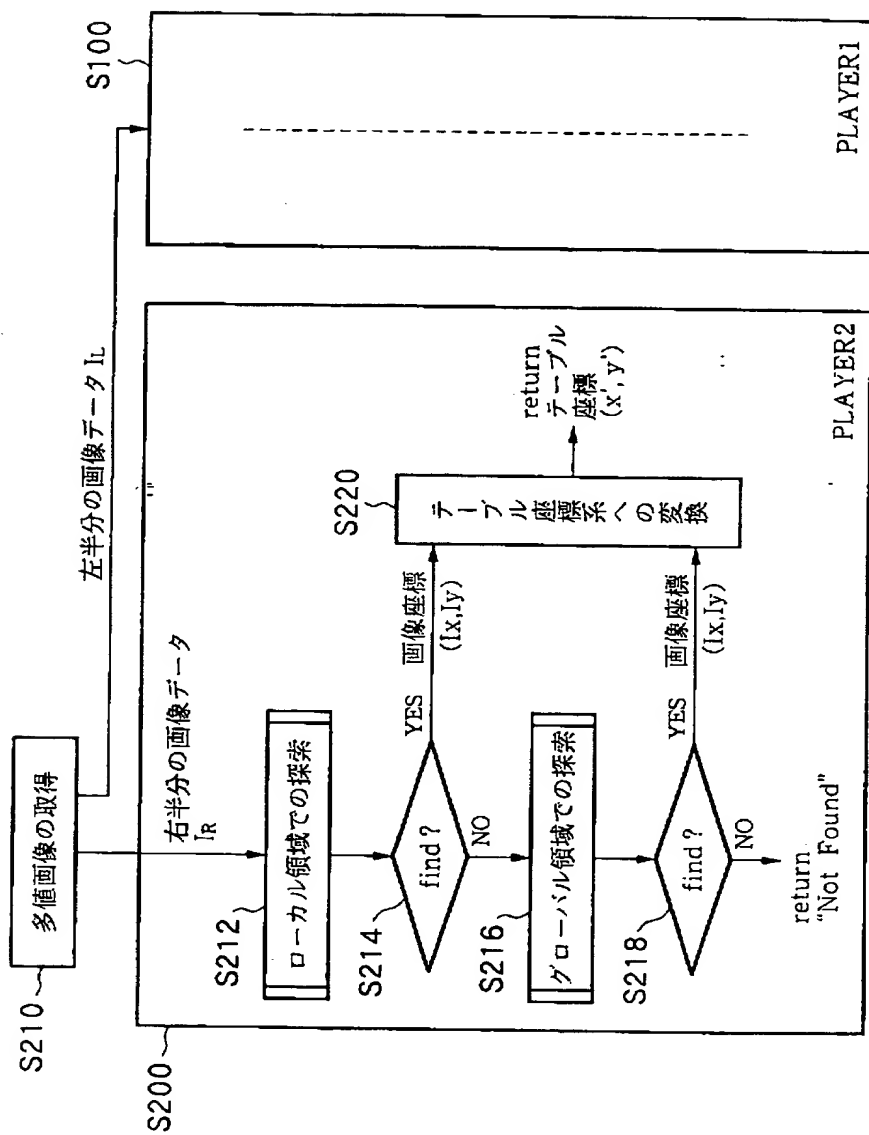 S210
多値画像の取得
左半分の画像データ IL
S100
S200
右半分の画像データ
IR
S212
ローカル領域での探索
S214
find?
YES
画像座標
(Ix,Iy)
NO
S216
グローバル領域での探索
S218
find?
YES
画像座標
(Ix,Iy)
NO
return
"Not Found"
S220
テーブル
座標系への変換
return
テーブル
座標
(x',y')
PLAYER2
PLAYER1